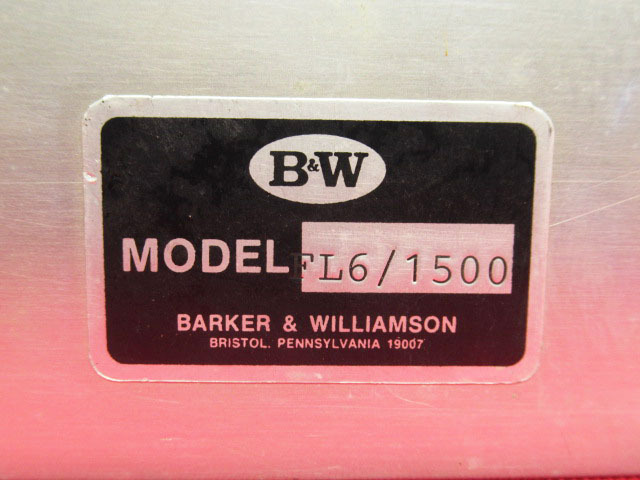 B&W
MODEL FL6/1500
BARKER & WILLIAMSON
BRISTOL. PENNSYLVANIA 19007